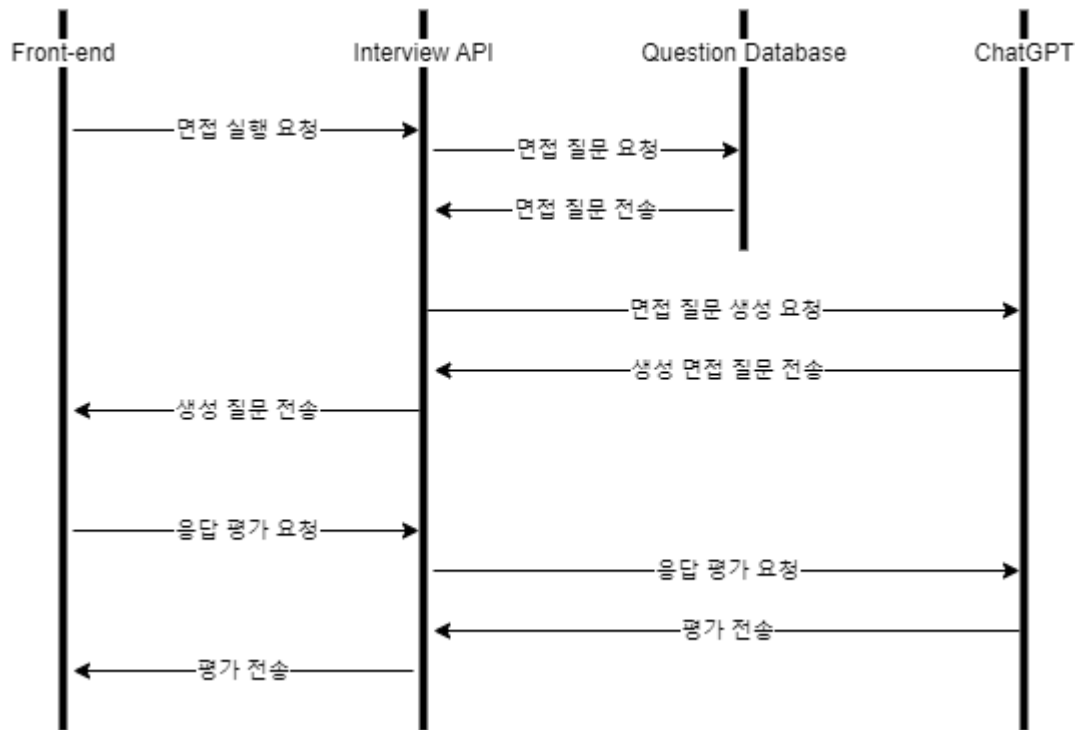 Front-end
Interview API
Question Database
ChatGPT
면접 실행 요청
면접 질문 요청
면접 질문 전송
면접 질문 생성 요청
생성 면접 질문 전송
생성 질문 전송
응답 평가 요청
응답 평가 요청
평가 전송
평가 전송